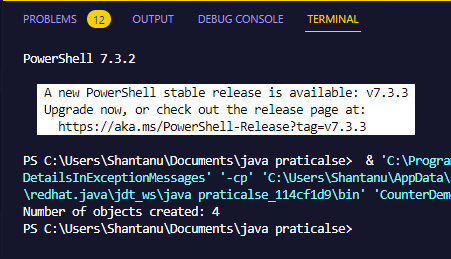 PROBLEMS 12 OUTPUT DEBUG CONSOLE TERMINAL
PowerShell 7.3.2
A new PowerShell stable release is available: v7.3.3
Upgrade now, or check out the release page at:
https://aka.ms/PowerShell-Release?tag=v7.3.3
PS C:\Users\Shantanu\Documents\java praticalse> & 'C:\Program
DetailsInExceptionMessages' '-cp' 'C:\Users\Shantanu\AppData\
\redhat.java\jdt_ws\java praticalse_114cf1d9\bin' 'CounterDem
Number of objects created: 4
PS C:\Users\Shantanu\Documents\java praticalse>